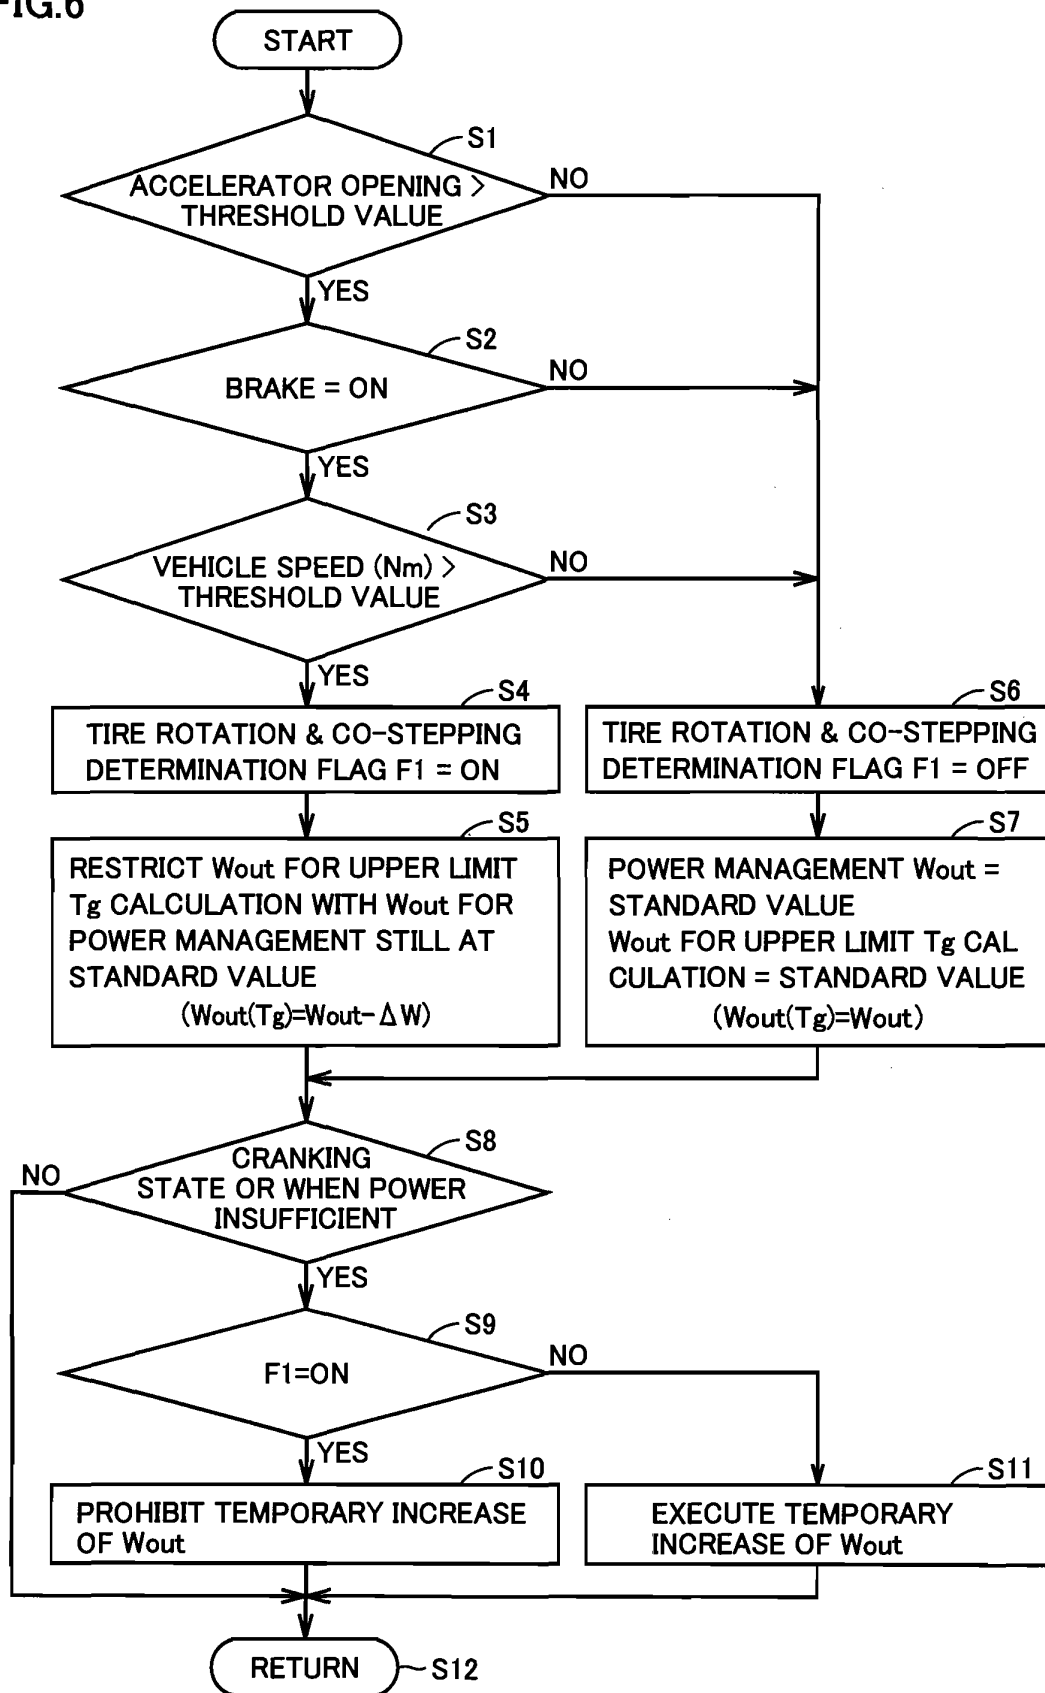 FIG.6
START
S1
ACCELERATOR OPENING >
THRESHOLD VALUE
NO
YES
S2
BRAKE = ON
NO
YES
S3
VEHICLE SPEED (Nm) >
THRESHOLD VALUE
NO
YES
S4
TIRE ROTATION & CO-STEPPING
DETERMINATION FLAG F1 = ON
S6
TIRE ROTATION & CO-STEPPING
DETERMINATION FLAG F1 = OFF
S5
RESTRICT Wout FOR UPPER LIMIT
Tg CALCULATION WITH Wout FOR
POWER MANAGEMENT STILL AT
STANDARD VALUE
(Wout(Tg)=Wout-ΔW)
S7
POWER MANAGEMENT Wout =
STANDARD VALUE
Wout FOR UPPER LIMIT Tg CAL
CULATION = STANDARD VALUE
(Wout(Tg)=Wout)
S8
CRANKING
STATE OR WHEN POWER
INSUFFICIENT
NO
YES
S9
F1=ON
NO
YES
S10
PROHIBIT TEMPORARY INCREASE
OF Wout
S11
EXECUTE TEMPORARY
INCREASE OF Wout
RETURN
S12